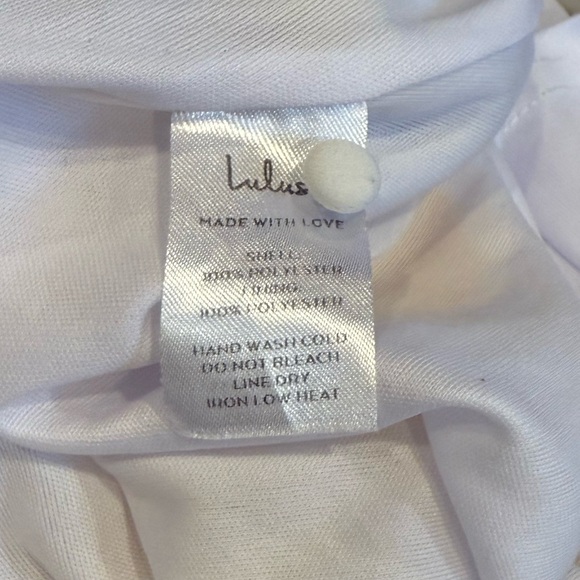 Lulus
MADE WITH LOVE
SHELL:
100% POLYESTER
LINING:
100% POLYESTER
HAND WASH COLD
DO NOT BLEACH
LINE DRY
IRON LOW HEAT